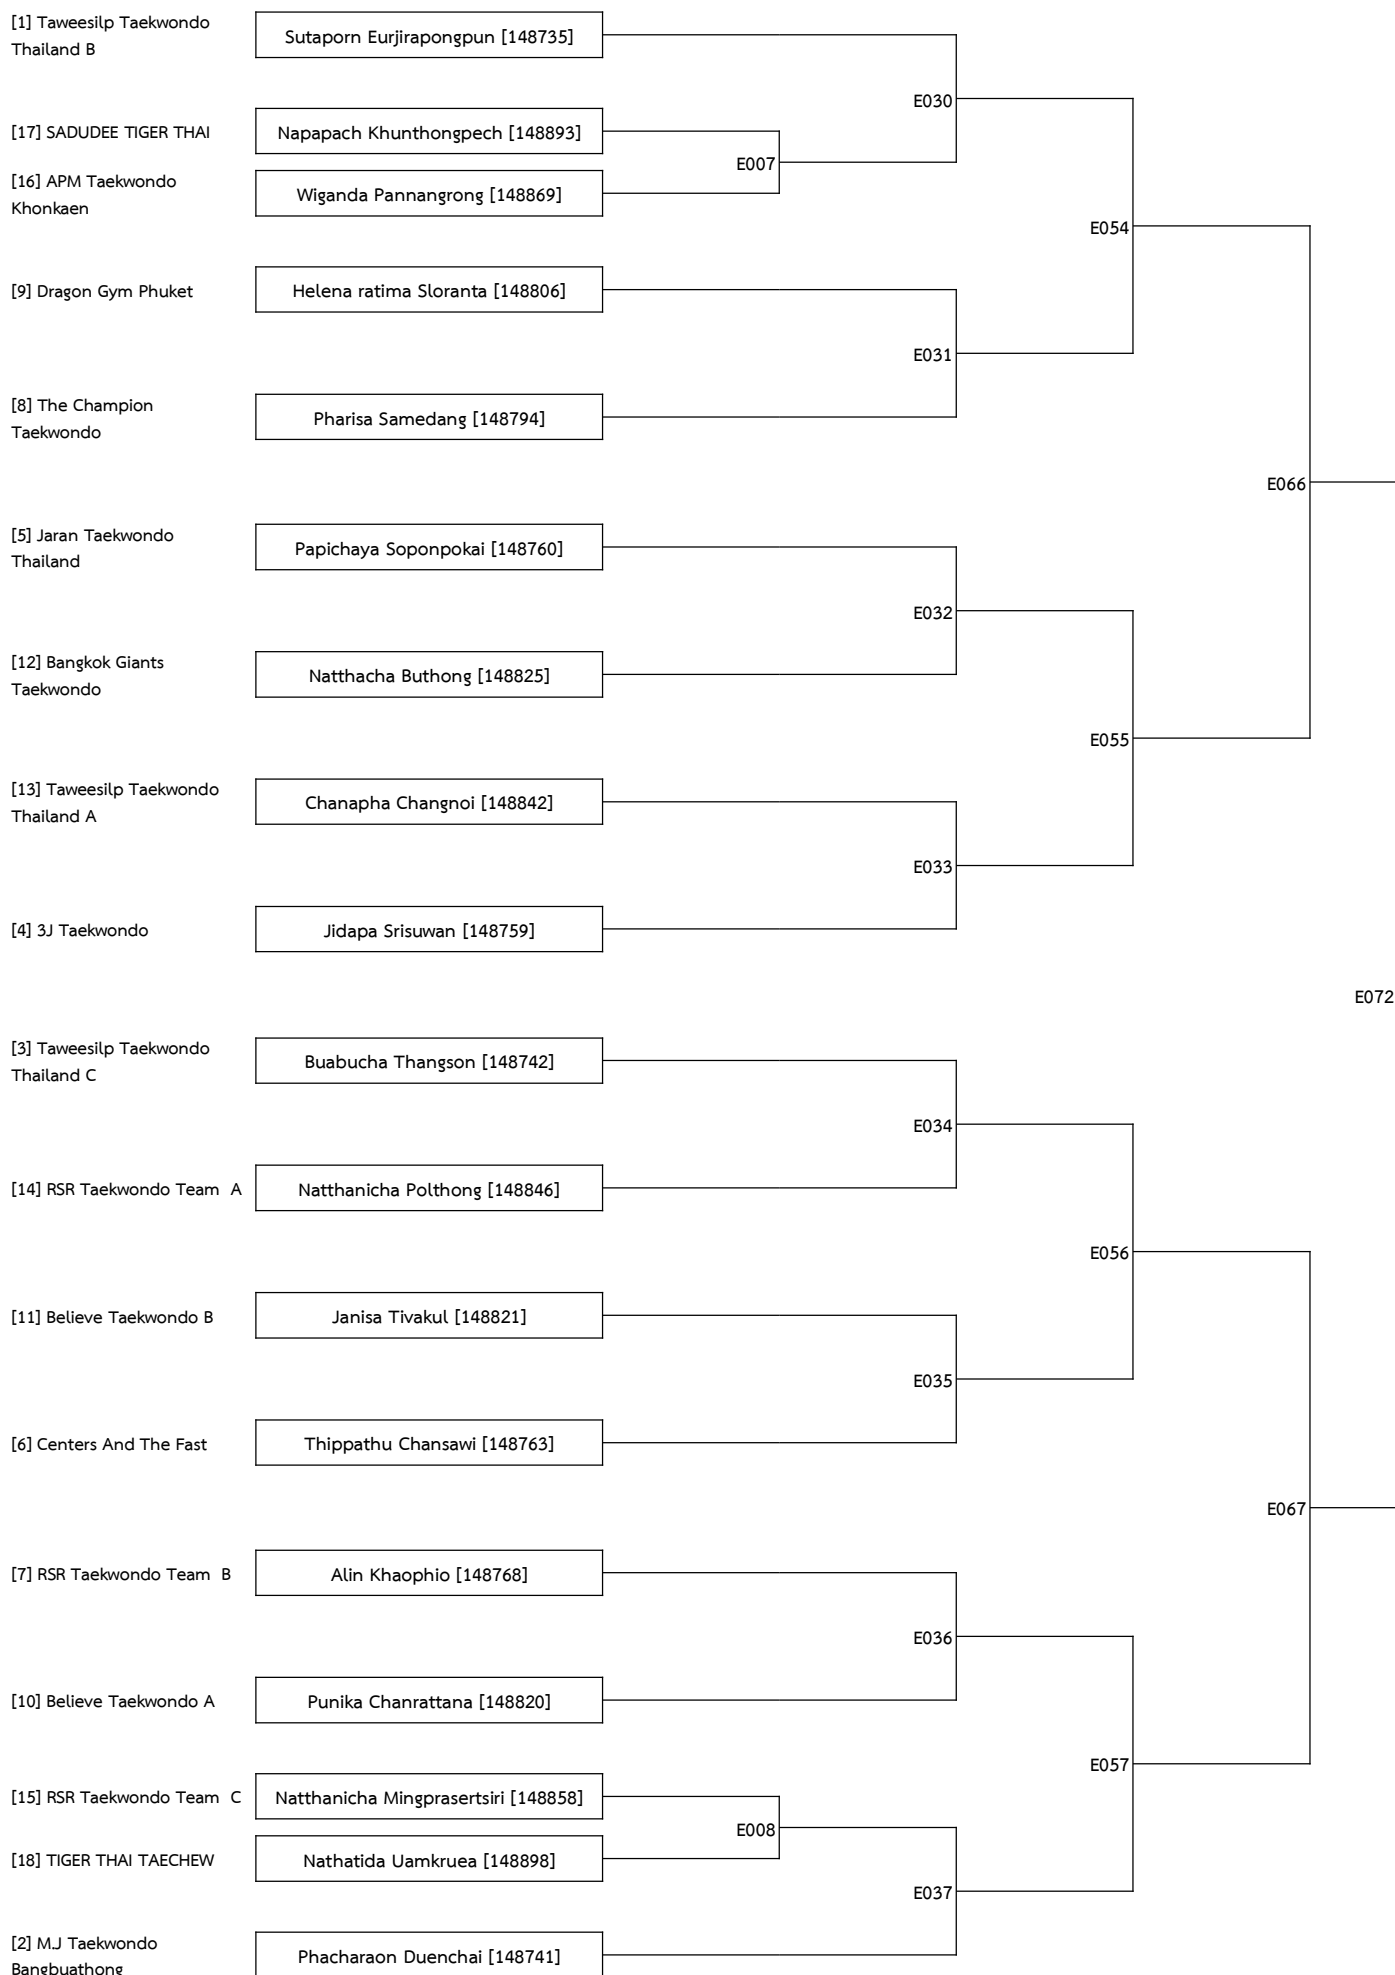 [1] Taweesilp Taekwondo
Thailand B
Sutaporn Eurjirapongpun [148735]
E030
[17] SADUDEE TIGER THAI
Napapach Khunthongpech [148893]
E007
[16] APM Taekwondo
Khonkaen
Wiganda Pannangrong [148869]
E054
[9] Dragon Gym Phuket
Helena ratima Sloranta [148806]
E031
[8] The Champion
Taekwondo
Pharisa Samedang [148794]
E066
[5] Jaran Taekwondo
Thailand
Papichaya Soponpokai [148760]
E032
[12] Bangkok Giants
Taekwondo
Natthacha Buthong [148825]
E055
[13] Taweesilp Taekwondo
Thailand A
Chanapha Changnoi [148842]
E033
[4] 3J Taekwondo
Jidapa Srisuwan [148759]
E072
[3] Taweesilp Taekwondo
Thailand C
Buabucha Thangson [148742]
E034
[14] RSR Taekwondo Team  A
Natthanicha Polthong [148846]
E056
[11] Believe Taekwondo B
Janisa Tivakul [148821]
E035
[6] Centers And The Fast
Thippathu Chansawi [148763]
E067
[7] RSR Taekwondo Team  B
Alin Khaophio [148768]
E036
[10] Believe Taekwondo A
Punika Chanrattana [148820]
E057
[15] RSR Taekwondo Team  C
Natthanicha Mingprasertsiri [148858]
E008
[18] TIGER THAI TAECHEW
Nathatida Uamkruea [148898]
E037
[2] M.J Taekwondo
Bangbuathong
Phacharaon Duenchai [148741]